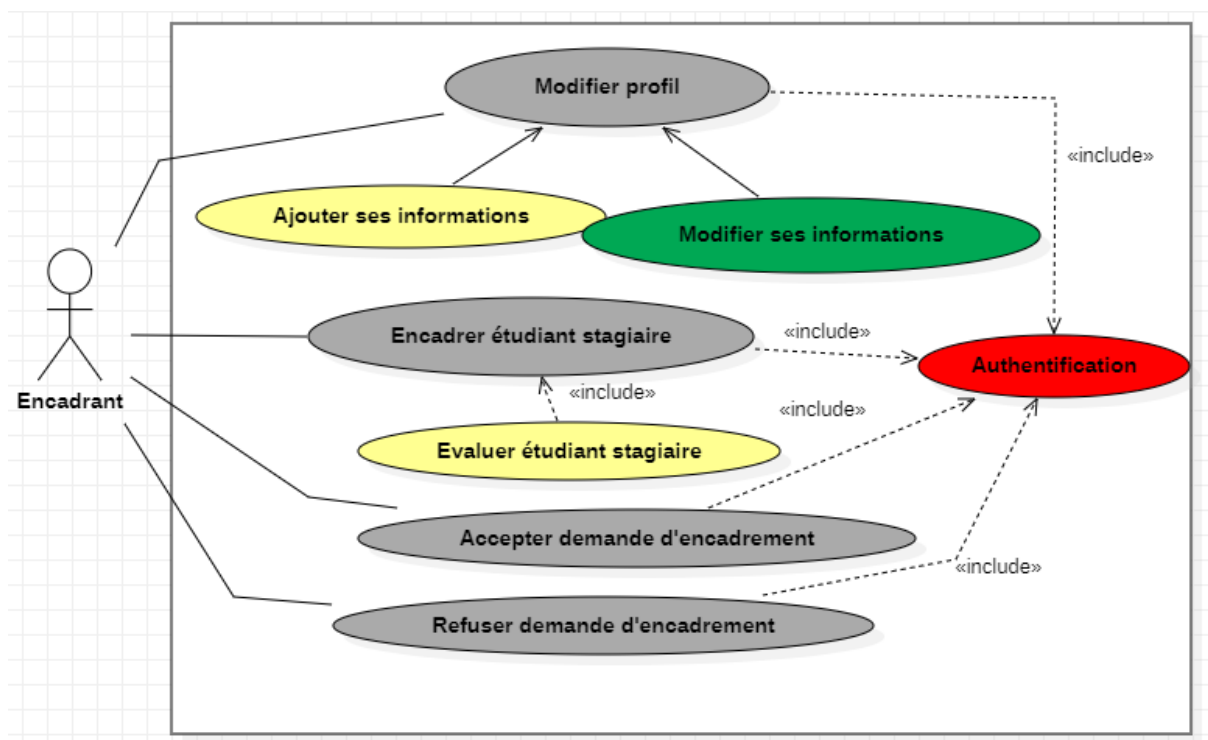 Modifier profil
«include»
Ajouter ses informations
Modifier ses informations
Encadrer étudiant stagiaire
«include»
Authentification
«include»
Encadrant
«include»
Evaluer étudiant stagiaire
Accepter demande d'encadrement
«include»
Refuser demande d'encadrement